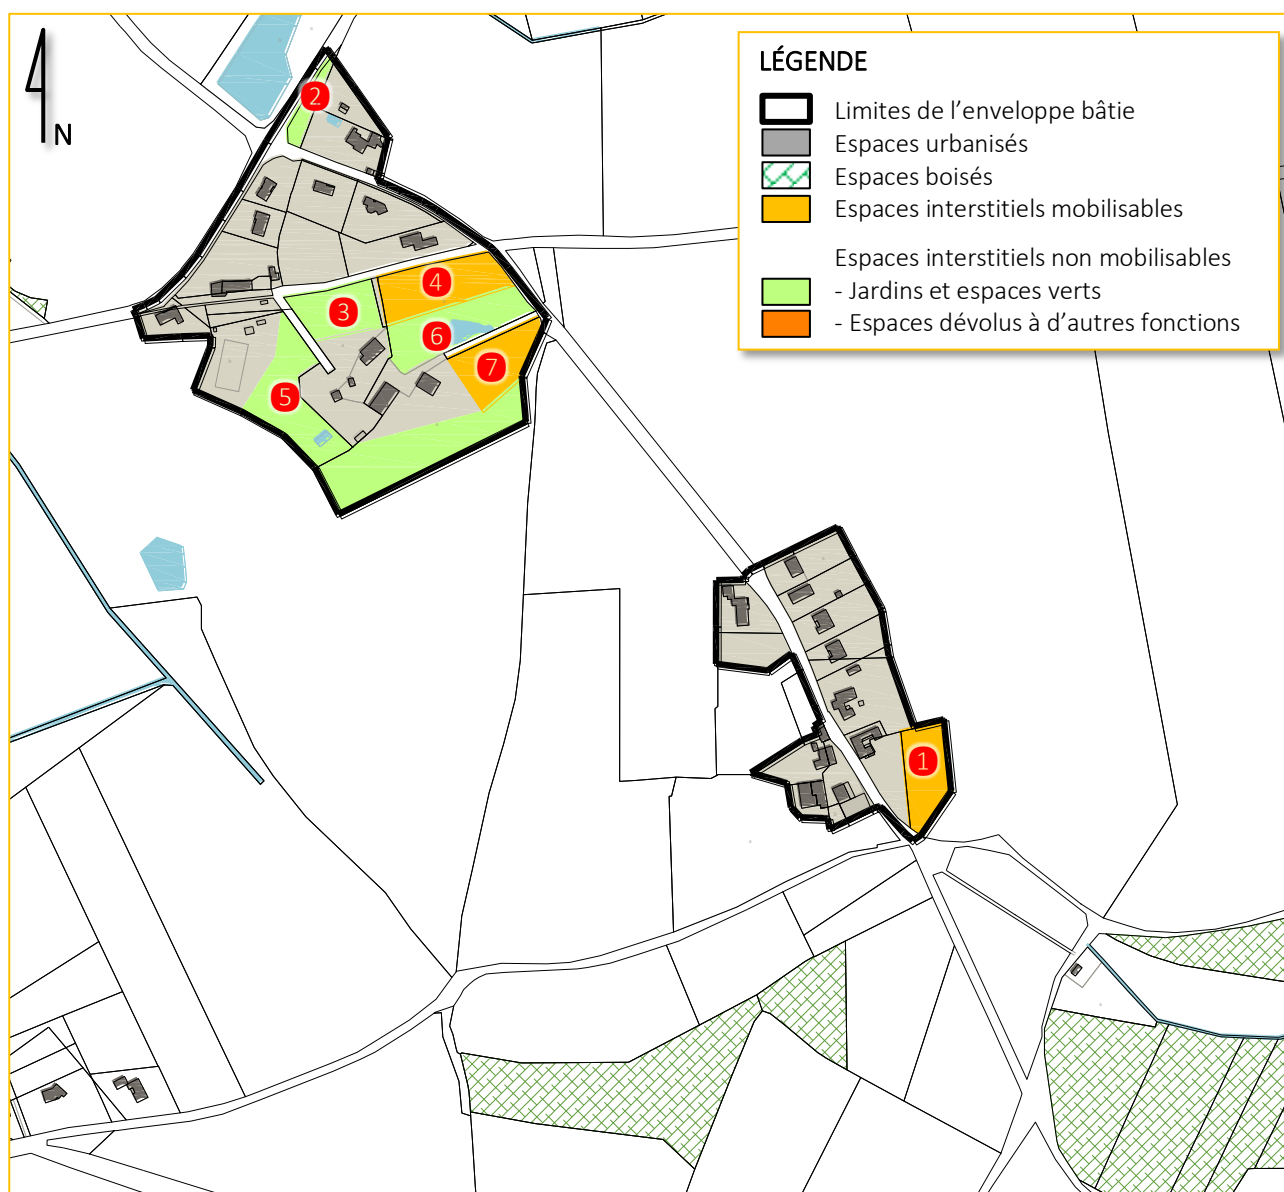 N
LÉGENDE
Limites de l’enveloppe bâtie
Espaces urbanisés
Espaces boisés
Espaces interstitiels mobilisables
Espaces interstitiels non mobilisables
- Jardins et espaces verts
- Espaces dévolus à d’autres fonctions
2
4
3
6
7
5
1